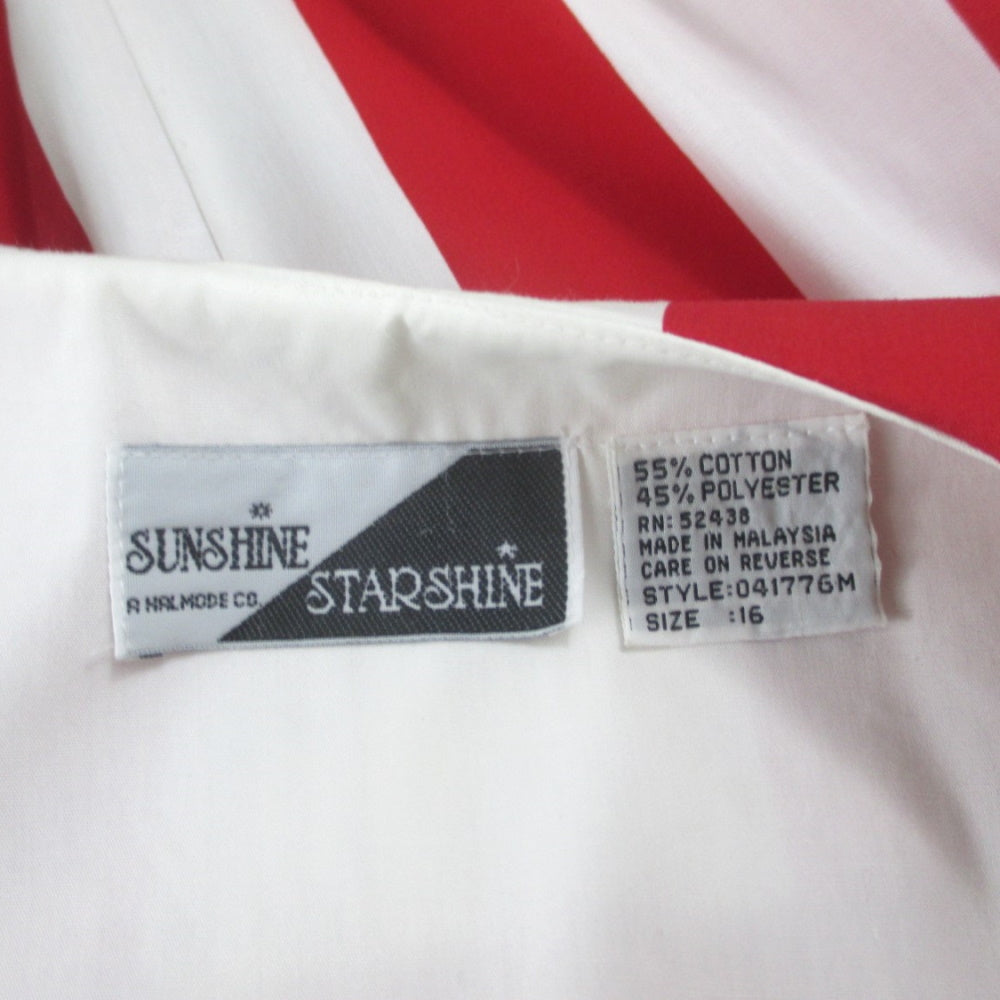 SUNSHINE
A HALMODE CO.
STARSHINE
55% COTTON
45% POLYESTER
RN: 52438
MADE IN MALAYSIA
CARE ON REVERSE
STYLE:041776M
SIZE :16